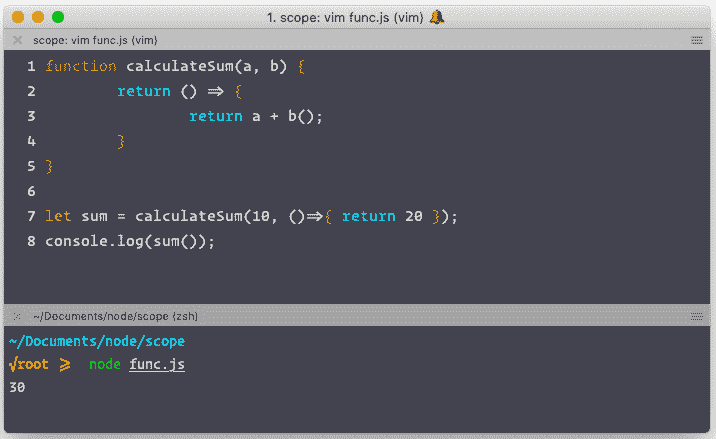 1. scope: vim func.js (vim) 🔔
scope: vim func.js (vim)
1 function calculateSum(a, b) {
2         return () => {
3                 return a + b();
4         }
5 }
6
7 let sum = calculateSum(10, ()=>{ return 20 });
8 console.log(sum());
~/Documents/node/scope (zsh)
~/Documents/node/scope
√root ⩾ node func.js
30